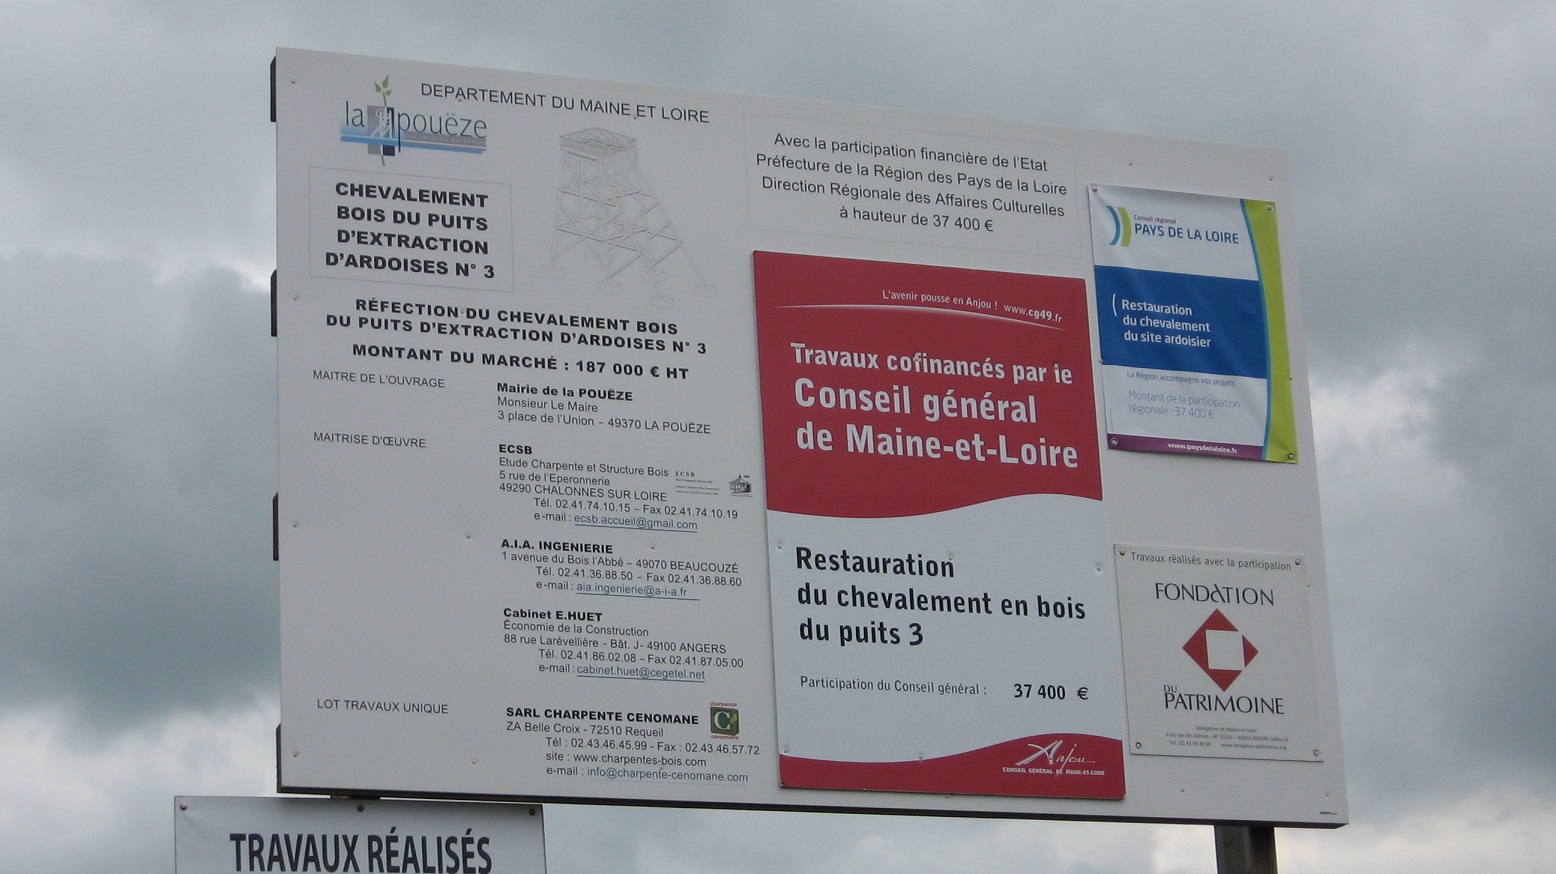 la pouëze
DEPARTEMENT DU MAINE ET LOIRE
CHEVALEMENT
BOIS DU PUITS
D'EXTRACTION
D'ARDOISES N° 3
RÉFECTION DU CHEVALEMENT BOIS
DU PUITS D'EXTRACTION D'ARDOISES N° 3
MONTANT DU MARCHÉ : 187 000 € HT
MAITRE DE L'OUVRAGE
Mairie de la POUËZE
Monsieur Le Maire
3 place de l'Union – 49370 LA POUËZE
MAITRISE D'ŒUVRE
ECSB
Etude Charpente et Structure Bois
5 rue de l'Eperonnerie
49290 CHALONNES SUR LOIRE
Tél. 02.41.74.10.15 – Fax 02.41.74.10.19
e-mail : ecsb.accueil@gmail.com
ECSB
A.I.A. INGENIERIE
1 avenue du Bois l'Abbé – 49070 BEAUCOUZÉ
Tél. 02.41.36.88.50 – Fax 02.41.36.88.60
e-mail : aia.ingenierie@a-i-a.fr
Cabinet E.HUET
Économie de la Construction
88 rue Larévellière – Bât. J- 49100 ANGERS
Tél. 02.41.86.02.08 – Fax 02.41.87.05.00
e-mail : cabinet.huet@cegetel.net
LOT TRAVAUX UNIQUE
SARL CHARPENTE CENOMANE
ZA Belle Croix - 72510 Requeil
Tél : 02.43.46.45.99 - Fax : 02.43.46.57.72
site : www.charpentes-bois.com
e-mail : info@charpente-cenomane.com
charpente
C
cenomane
Avec la participation financière de l'Etat
Préfecture de la Région des Pays de la Loire
Direction Régionale des Affaires Culturelles
à hauteur de 37 400 €
L'avenir pousse en Anjou ! www.cg49.fr
Travaux cofinancés par le
Conseil général
de Maine-et-Loire
Restauration
du chevalement en bois
du puits 3
Participation du Conseil général : 37 400 €
Anjou
CONSEIL GÉNÉRAL DE MAINE-ET-LOIRE
Conseil régional
PAYS DE LA LOIRE
Restauration
du chevalement
du site ardoisier
La Région accompagne vos projets
Montant de la participation
régionale : 37 400 €
www.paysdelaloire.fr
Travaux réalisés avec la participation
FONDATION
DU
PATRIMOINE
Délégation de Maine-et-Loire
www.fondation-patrimoine.org
TRAVAUX RÉALISÉS